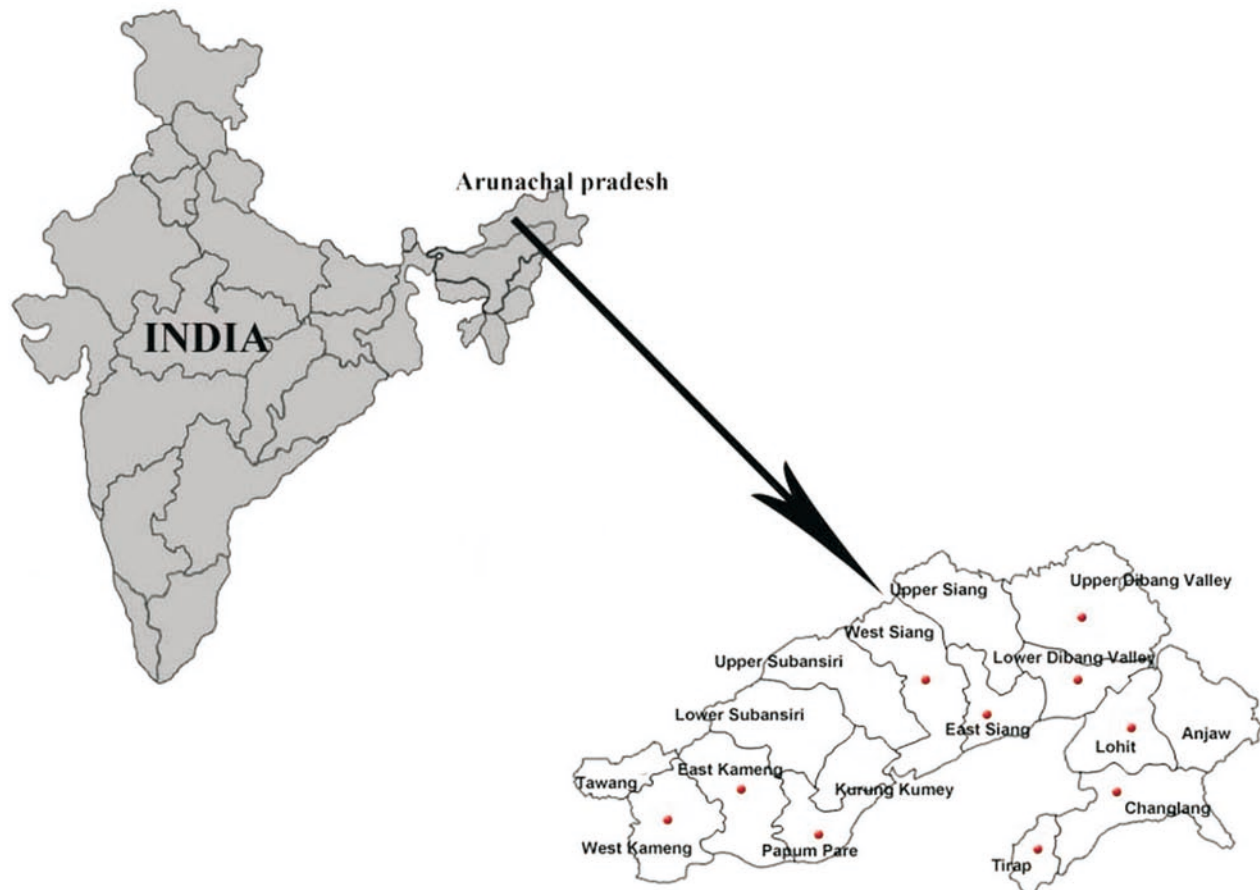 Arunachal pradesh
INDIA
Upper Siang
Upper Dibang Valley
West Siang
Upper Subansiri
Lower Dibang Valley
Lower Subansiri
East Siang
Lohit
Anjaw
Tawang
East Kameng
Kurung Kumey
Changlang
West Kameng
Papum Pare
Tirap